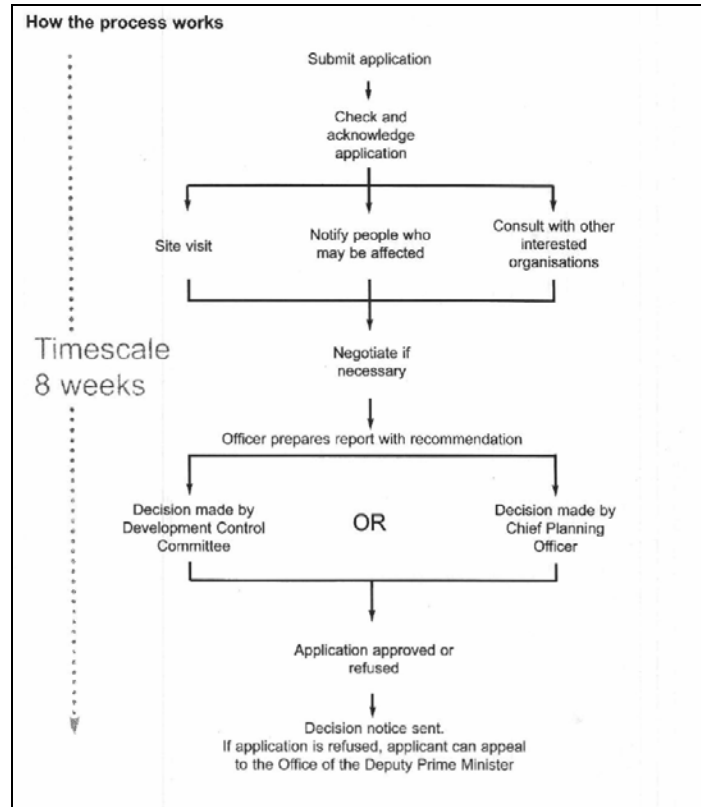 How the process works
Submit application
Check and
acknowledge
application
Site visit
Notify people who
may be affected
Consult with other
interested
organisations
Timescale
8 weeks
Negotiate if
necessary
Officer prepares report with recommendation
Decision made by
Development Control
Committee
OR
Decision made by
Chief Planning
Officer
Application approved or
refused
Decision notice sent.
If application is refused, applicant can appeal
to the Office of the Deputy Prime Minister